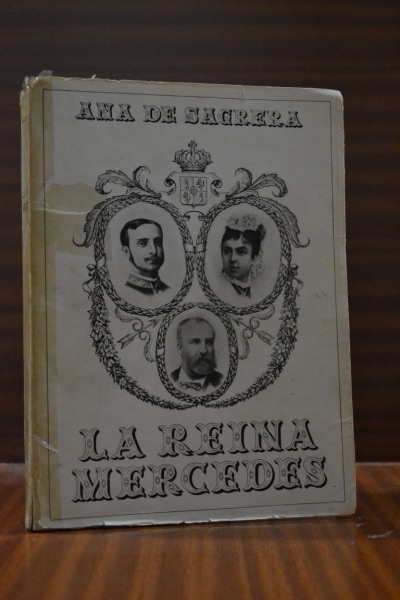 ANA DE SAGRERA
LA REINA
MERCEDES